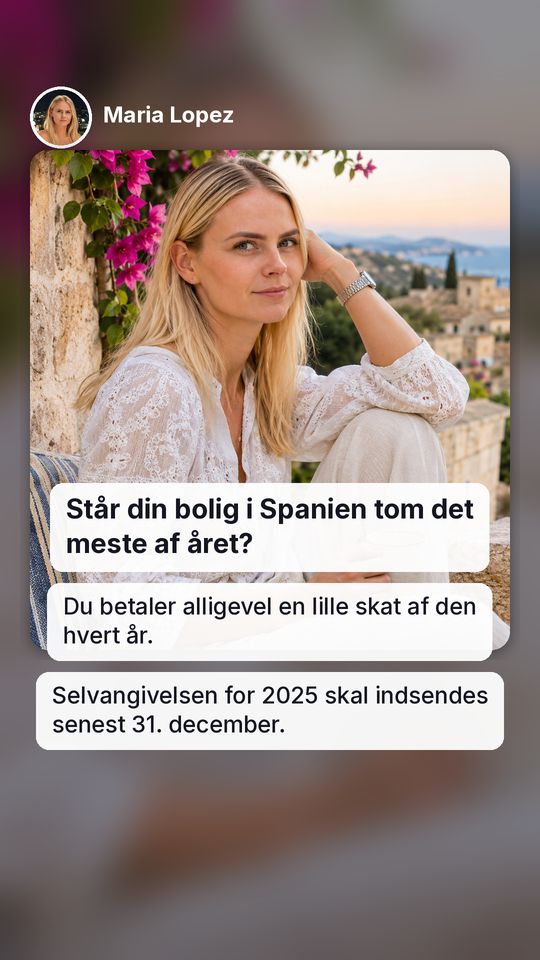 Maria Lopez
Står din bolig i Spanien tom det
meste af året?
Du betaler alligevel en lille skat af den
hvert år.
Selvangivelsen for 2025 skal indsendes
senest 31. december.